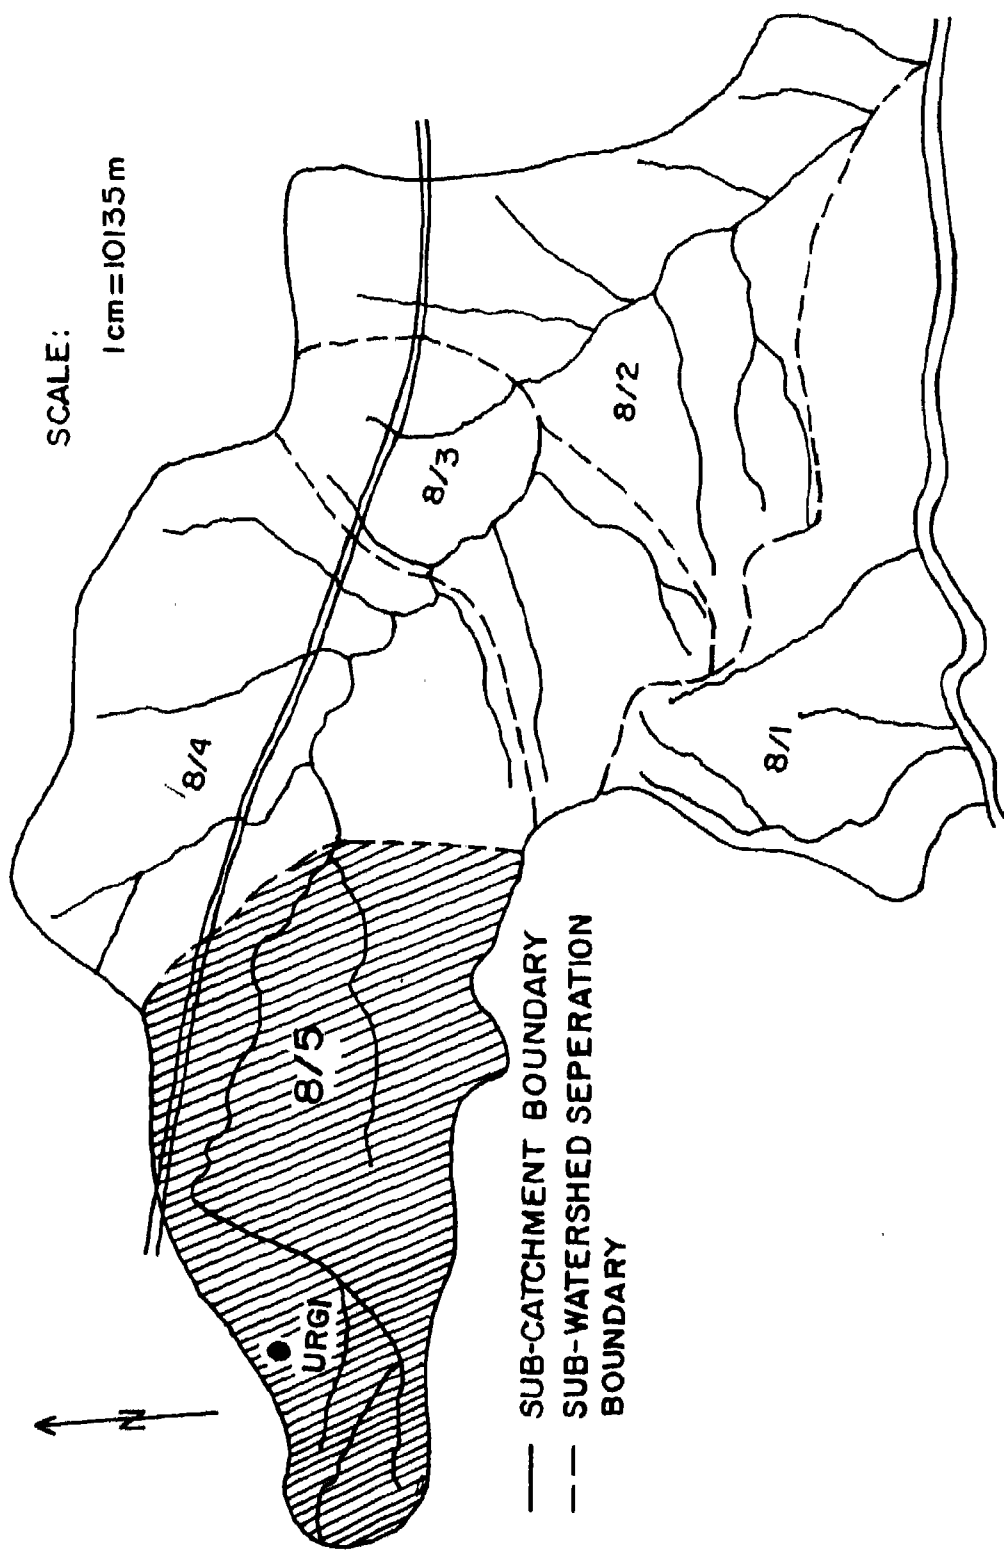 SCALE:
1cm=10135m
8/4
8/3
8/2
8/1
8/5
URGI
N
SUB-CATCHMENT BOUNDARY
SUB-WATERSHED SEPERATION
BOUNDARY